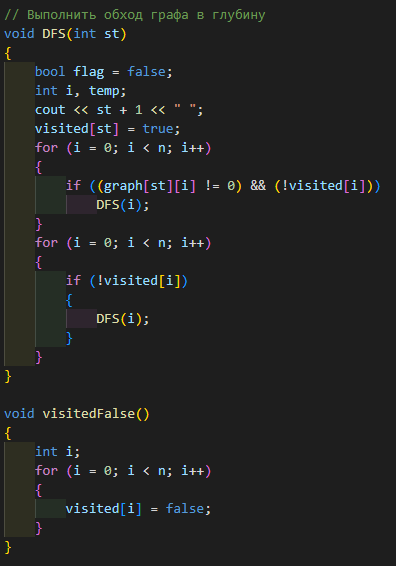 // Выполнить обход графа в глубину
void DFS(int st)
{
    bool flag = false;
    int i, temp;
    cout << st + 1 << " ";
    visited[st] = true;
    for (i = 0; i < n; i++)
    {
        if ((graph[st][i] != 0) && (!visited[i]))
            DFS(i);
    }
    for (i = 0; i < n; i++)
    {
        if (!visited[i])
        {
            DFS(i);
        }
    }
}

void visitedFalse()
{
    int i;
    for (i = 0; i < n; i++)
    {
        visited[i] = false;
    }
}